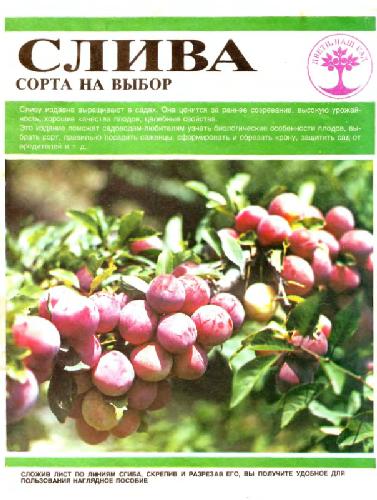 СЛИВА
СОРТА НА ВЫБОР
ЦВЕТИ, НАШ САД
Сливу издавна выращивают в садах. Она ценится за раннее созревание, высокую урожай-
ность, хорошие качества плодов, целебные свойства.
Это издание поможет садоводам-любителям узнать биологические особенности плодов, вы-
брать сорт, правильно посадить саженцы, сформировать и обрезать крону, защитить сад от
вредителей и т. д.
СЛОЖИВ ЛИСТ ПО ЛИНИЯМ СГИБА, СКРЕПИВ И РАЗРЕЗАВ ЕГО, ВЫ ПОЛУЧИТЕ УДОБНОЕ ДЛЯ
ПОЛЬЗОВАНИЯ НАГЛЯДНОЕ ПОСОБИЕ